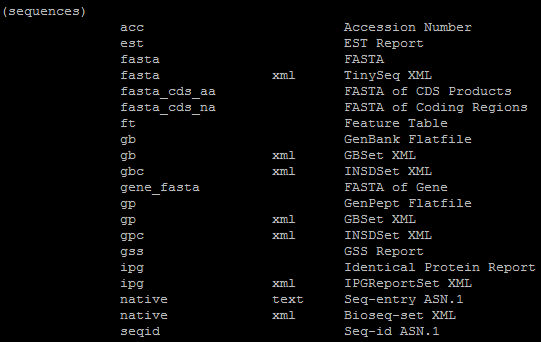 (sequences)
acc Accession Number
est EST Report
fasta FASTA
fasta xml TinySeq XML
fasta_cds_aa FASTA of CDS Products
fasta_cds_na FASTA of Coding Regions
ft Feature Table
gb GenBank Flatfile
gb xml GBSet XML
gbc xml INSDSet XML
gene_fasta FASTA of Gene
gp GenPept Flatfile
gp xml GBSet XML
gpc xml INSDSet XML
gss GSS Report
ipg Identical Protein Report
ipg xml IPGReportSet XML
native text Seq-entry ASN.1
native xml Bioseq-set XML
seqid Seq-id ASN.1